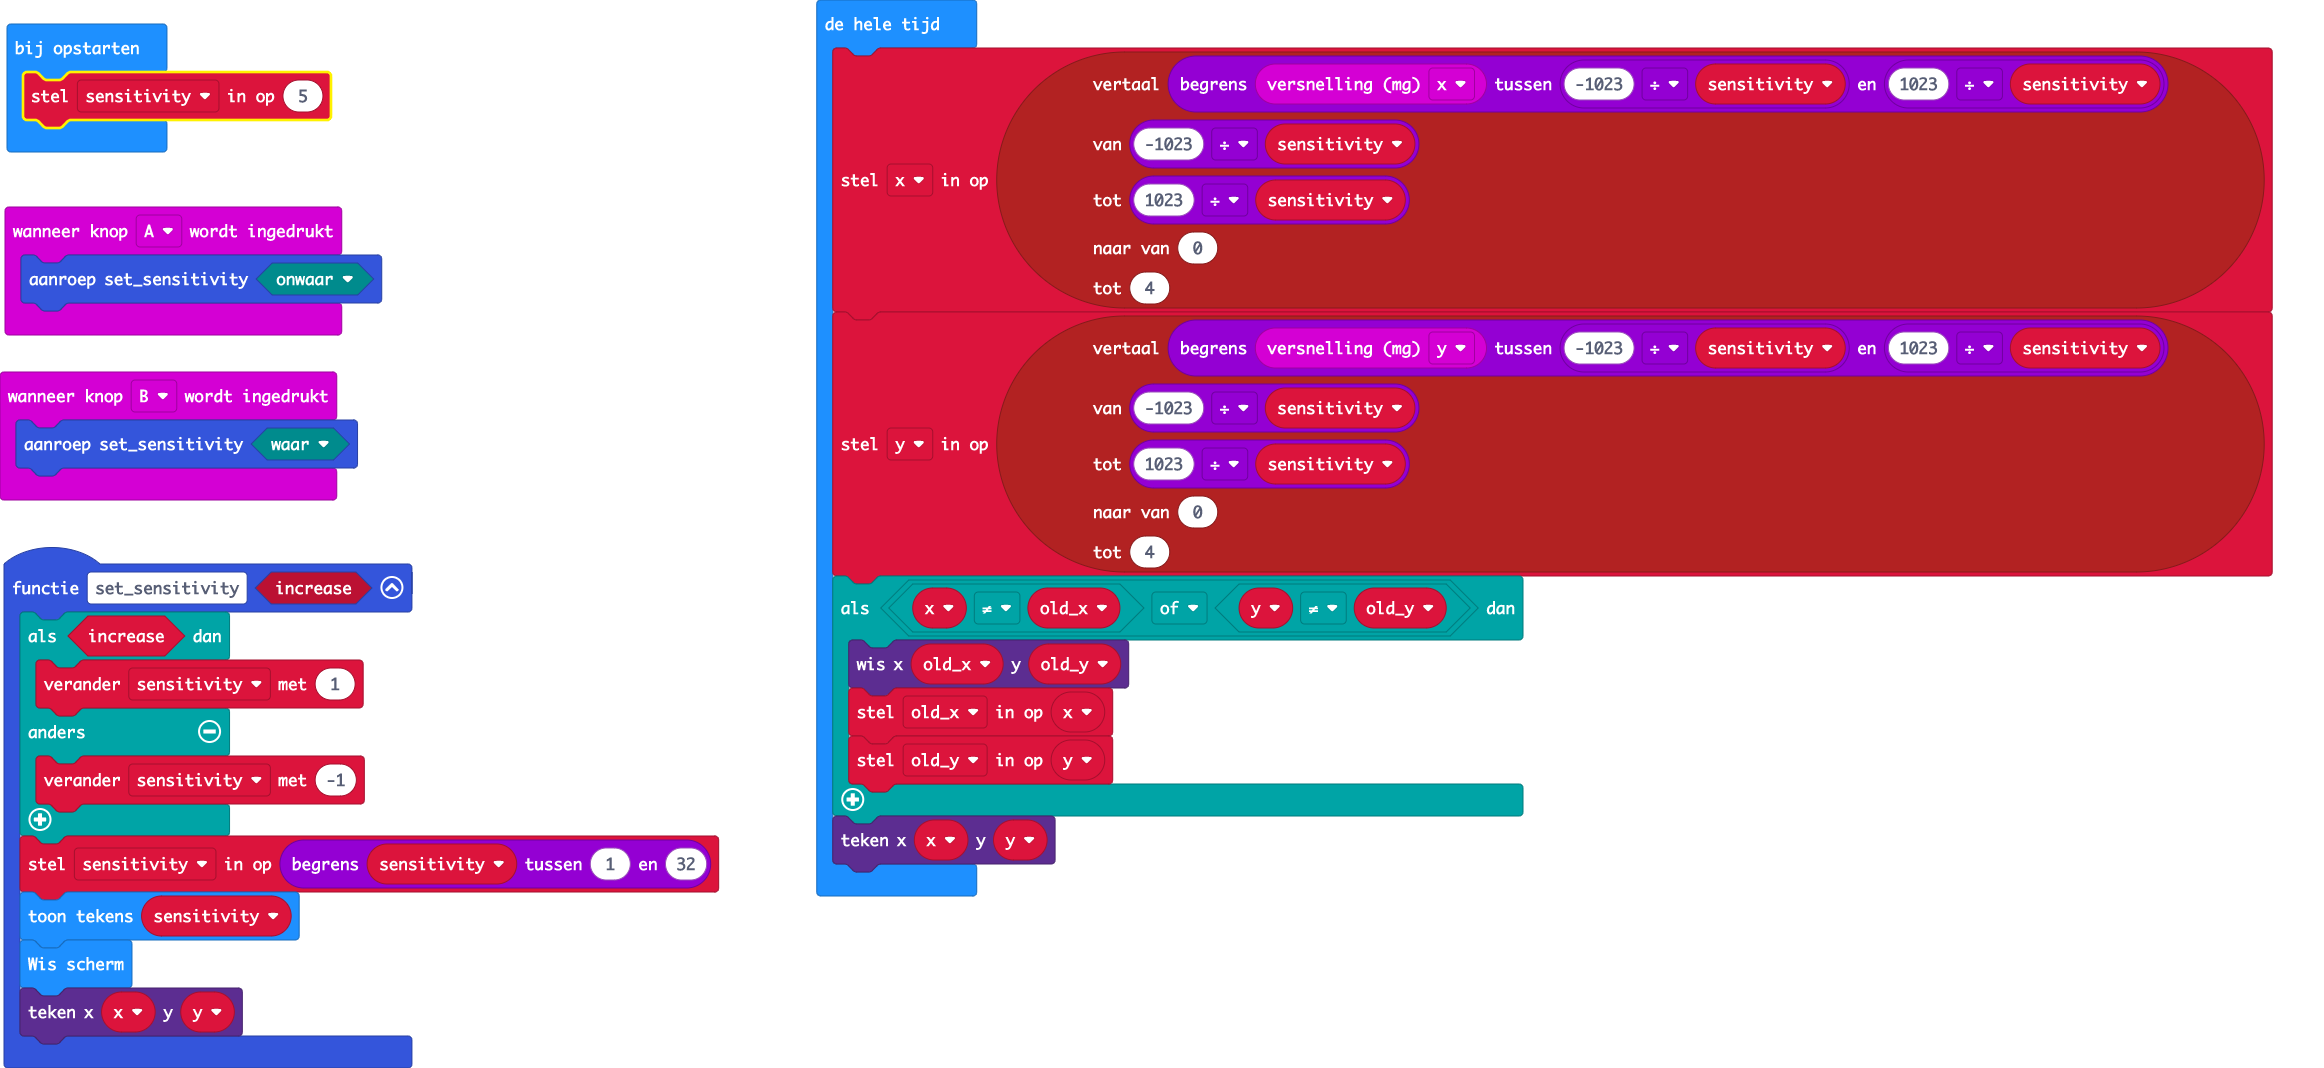 bij opstarten
stel sensitivity in op 5
wanneer knop A wordt ingedrukt
aanroep set_sensitivity onwaar
wanneer knop B wordt ingedrukt
aanroep set_sensitivity waar
functie set_sensitivity increase
als increase dan
verander sensitivity met 1
anders
verander sensitivity met -1
stel sensitivity in op begrens sensitivity tussen 1 en 32
toon tekens sensitivity
Wis scherm
teken x x y y
de hele tijd
stel x in op
vertaal begrens versnelling (mg) x tussen -1023 ÷ sensitivity en 1023 ÷ sensitivity
van -1023 ÷ sensitivity
tot 1023 ÷ sensitivity
naar van 0
tot 4
stel y in op
vertaal begrens versnelling (mg) y tussen -1023 ÷ sensitivity en 1023 ÷ sensitivity
van -1023 ÷ sensitivity
tot 1023 ÷ sensitivity
naar van 0
tot 4
als x ≠ old_x of y ≠ old_y dan
wis x old_x y old_y
stel old_x in op x
stel old_y in op y
teken x x y y